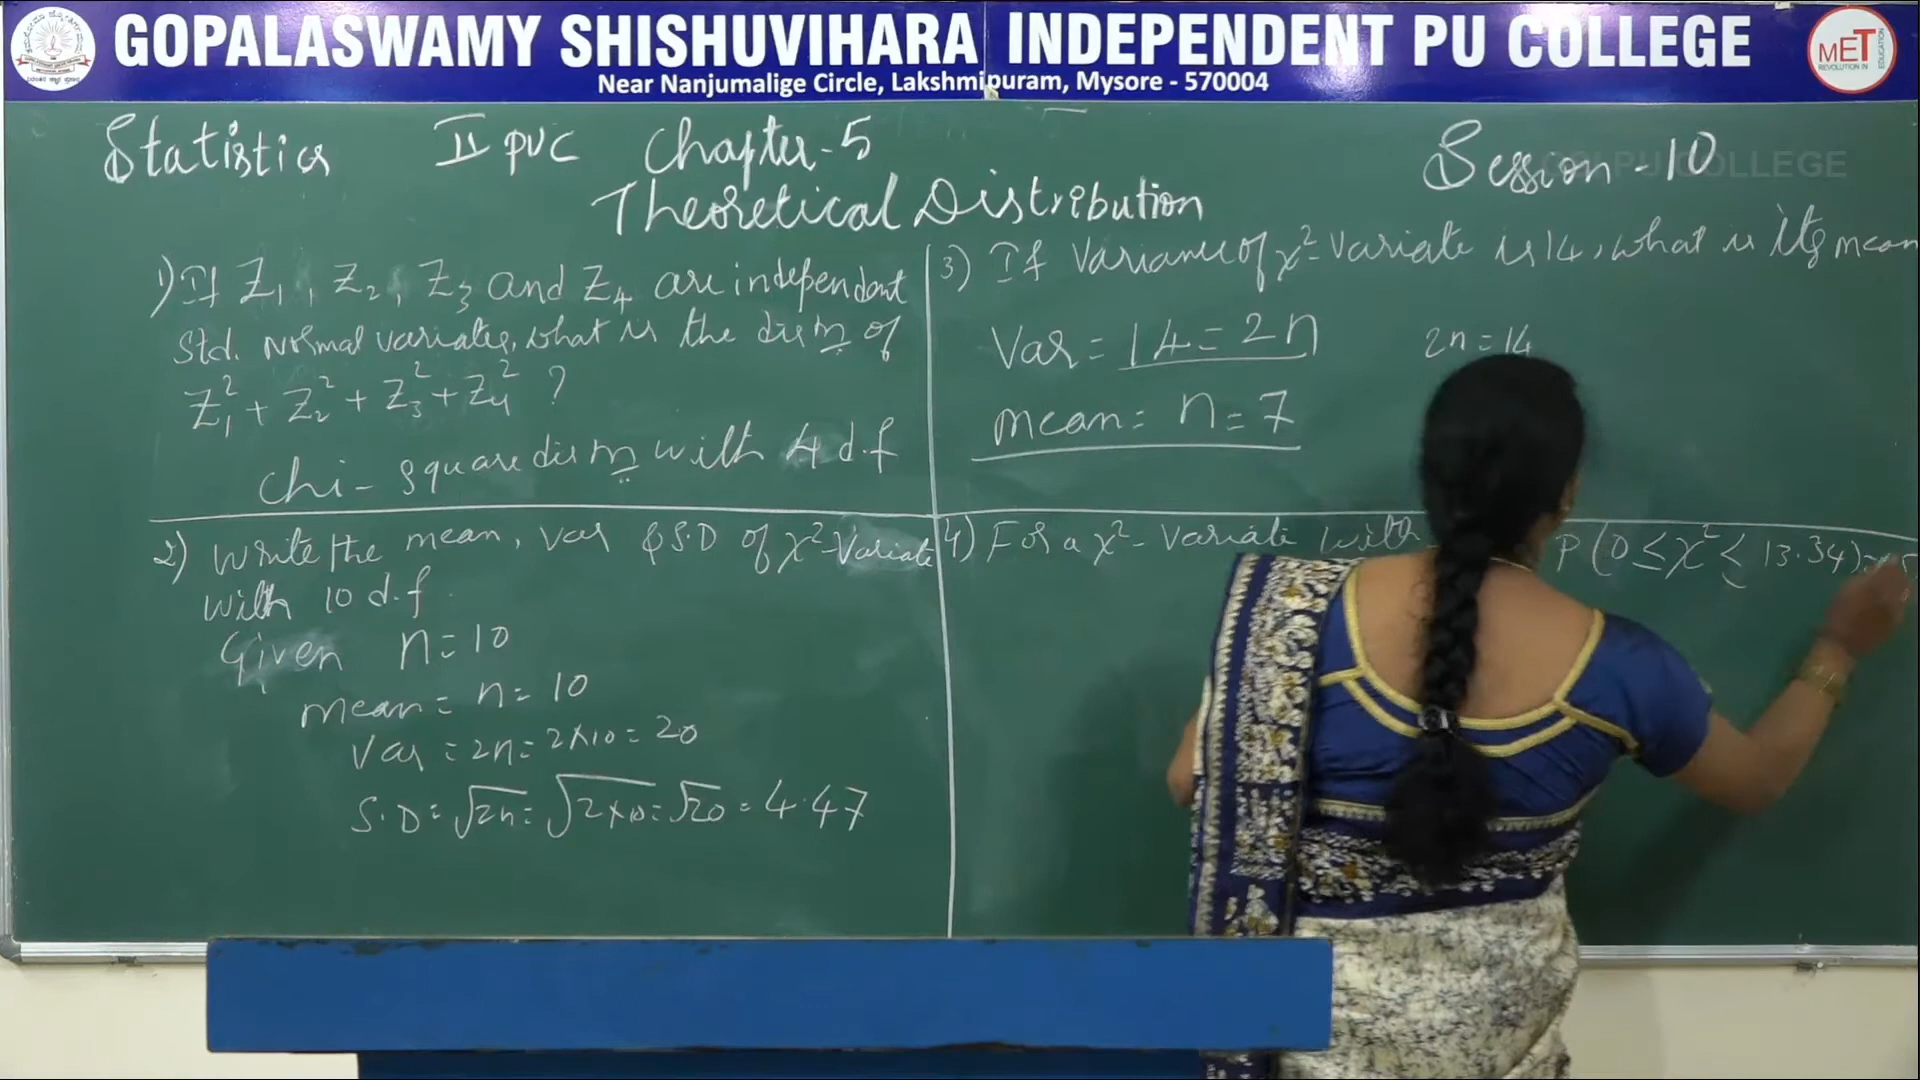 GOPALASWAMY SHISHUVIHARA INDEPENDENT PU COLLEGE
Near Nanjumalige Circle, Lakshmipuram, Mysore - 570004
MET
REVOLUTION IN EDUCATION
Statistics II PUC Chapter-5 Session-10
PU COLLEGE
Theoretical Distribution
1) If Z₁, Z₂, Z₃ and Z₄ are independent
Std. Normal variates, what is the distn of
Z₁² + Z₂² + Z₃² + Z₄² ?
Chi-square distn with 4 d.f
2) Write the mean, var & S.D of χ²-Variate
with 10 d.f.
Given n=10
mean = n = 10
Var = 2n = 2×10 = 20
S.D = √2n = √2×10 = √20 = 4.47
3) If Variance of χ²-Variate is 14, what is its mean
Var = 14 = 2n 2n = 14
mean = n = 7
4) For a χ²-Variate with P(0 ≤ χ² ≤ 13.34) =